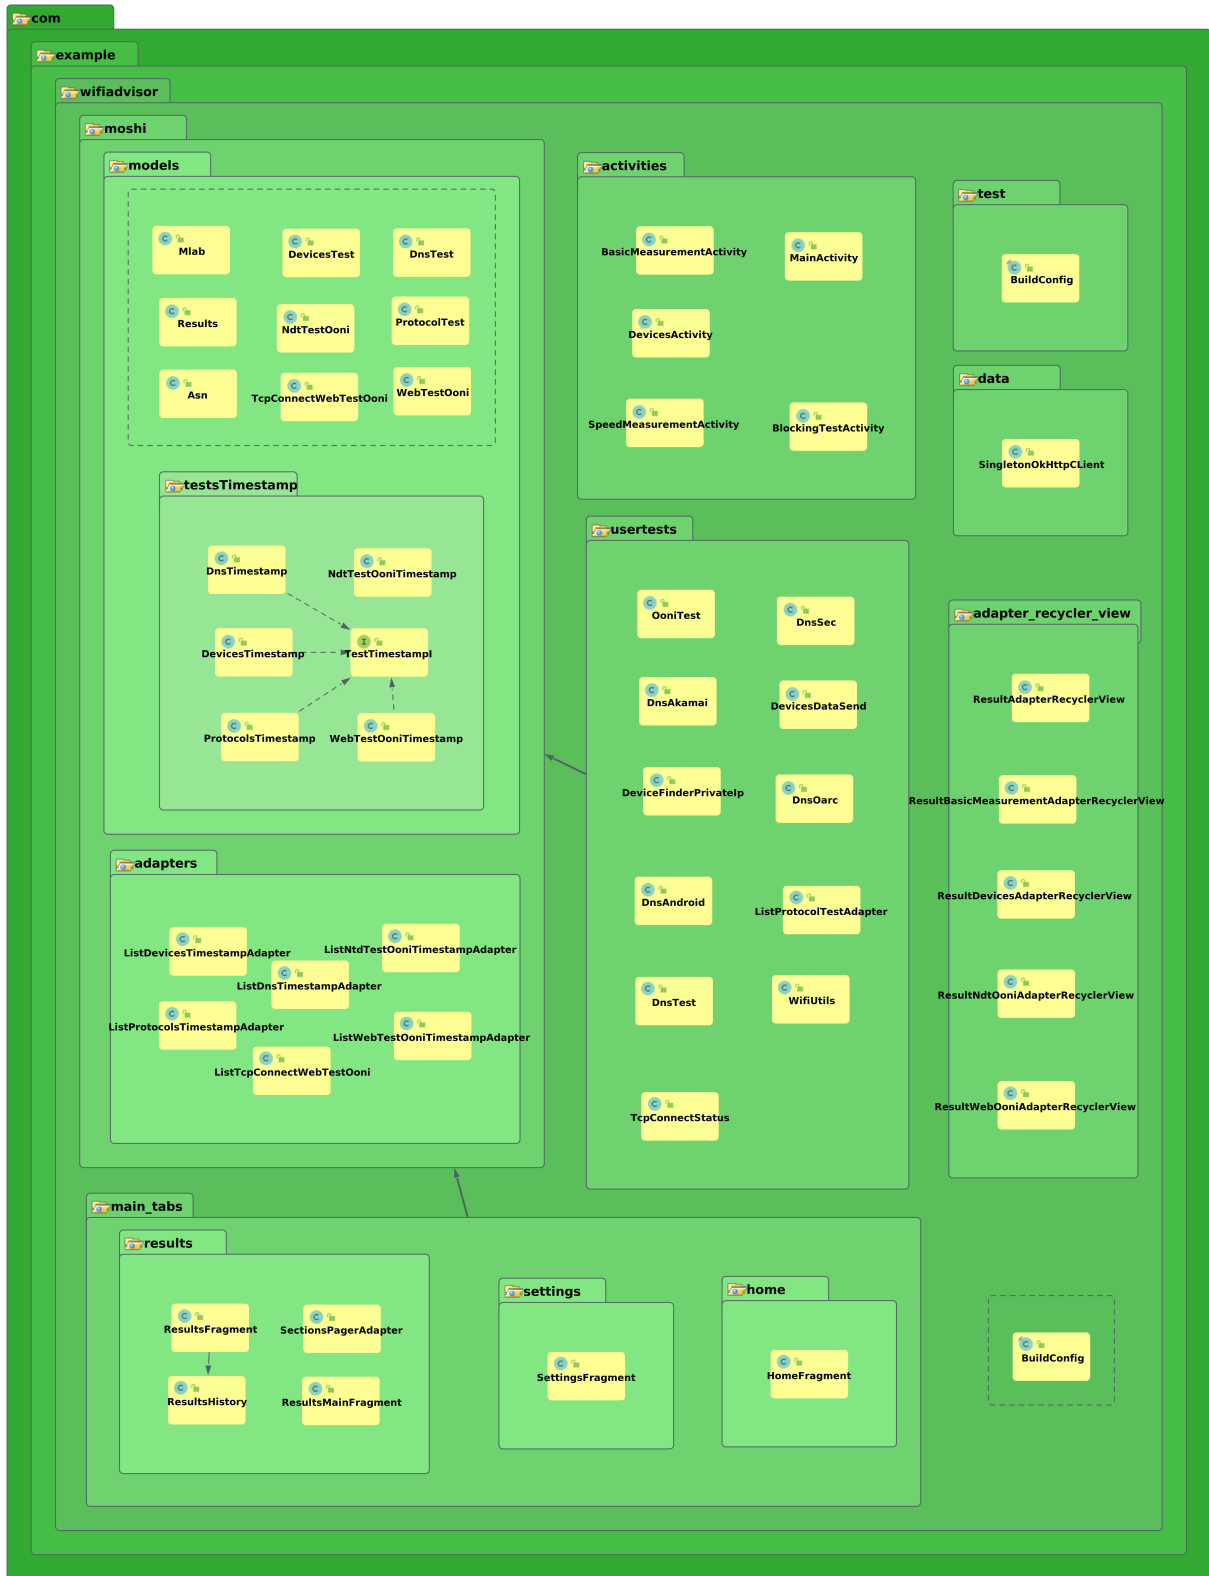 com
example
wifiadvisor
moshi
models
C Mlab
C DevicesTest
C DnsTest
C Results
C NdtTestOoni
C ProtocolTest
C Asn
C TcpConnectWebTestOoni
C WebTestOoni
testsTimestamp
C DnsTimestamp
C NdtTestOoniTimestamp
C DevicesTimestamp
I TestTimestampI
C ProtocolsTimestamp
C WebTestOoniTimestamp
adapters
C ListDevicesTimestampAdapter
C ListNtdTestOoniTimestampAdapter
C ListDnsTimestampAdapter
C ListProtocolsTimestampAdapter
C ListWebTestOoniTimestampAdapter
C ListTcpConnectWebTestOoni
activities
C BasicMeasurementActivity
C MainActivity
C DevicesActivity
C SpeedMeasurementActivity
C BlockingTestActivity
usertests
C OoniTest
C DnsSec
C DnsAkamai
C DevicesDataSend
C DeviceFinderPrivateIp
C DnsOarc
C DnsAndroid
C ListProtocolTestAdapter
C DnsTest
C WifiUtils
C TcpConnectStatus
test
C BuildConfig
data
C SingletonOkHttpCLient
adapter_recycler_view
C ResultAdapterRecyclerView
C ResultBasicMeasurementAdapterRecyclerView
C ResultDevicesAdapterRecyclerView
C ResultNdtOoniAdapterRecyclerView
C ResultWebOoniAdapterRecyclerView
main_tabs
results
C ResultsFragment
C SectionsPagerAdapter
C ResultsHistory
C ResultsMainFragment
settings
C SettingsFragment
home
C HomeFragment
C BuildConfig